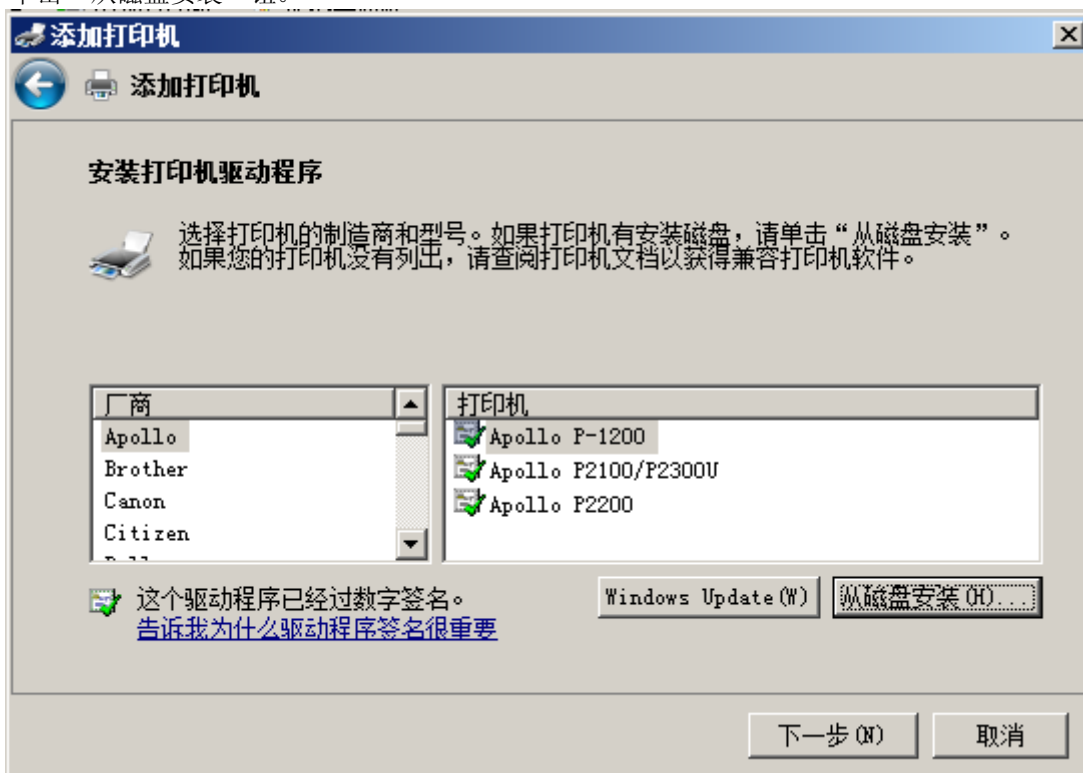 添加打印机
添加打印机
安装打印机驱动程序
选择打印机的制造商和型号。如果打印机有安装磁盘，请单击“从磁盘安装”。
如果您的打印机没有列出，请查阅打印机文档以获得兼容打印机软件。
厂商
打印机
Apollo
Apollo P-1200
Brother
Apollo P2100/P2300U
Canon
Apollo P2200
Citizen
这个驱动程序已经过数字签名。
Windows Update(W)
从磁盘安装(H)...
告诉我为什么驱动程序签名很重要
下一步(N)
取消